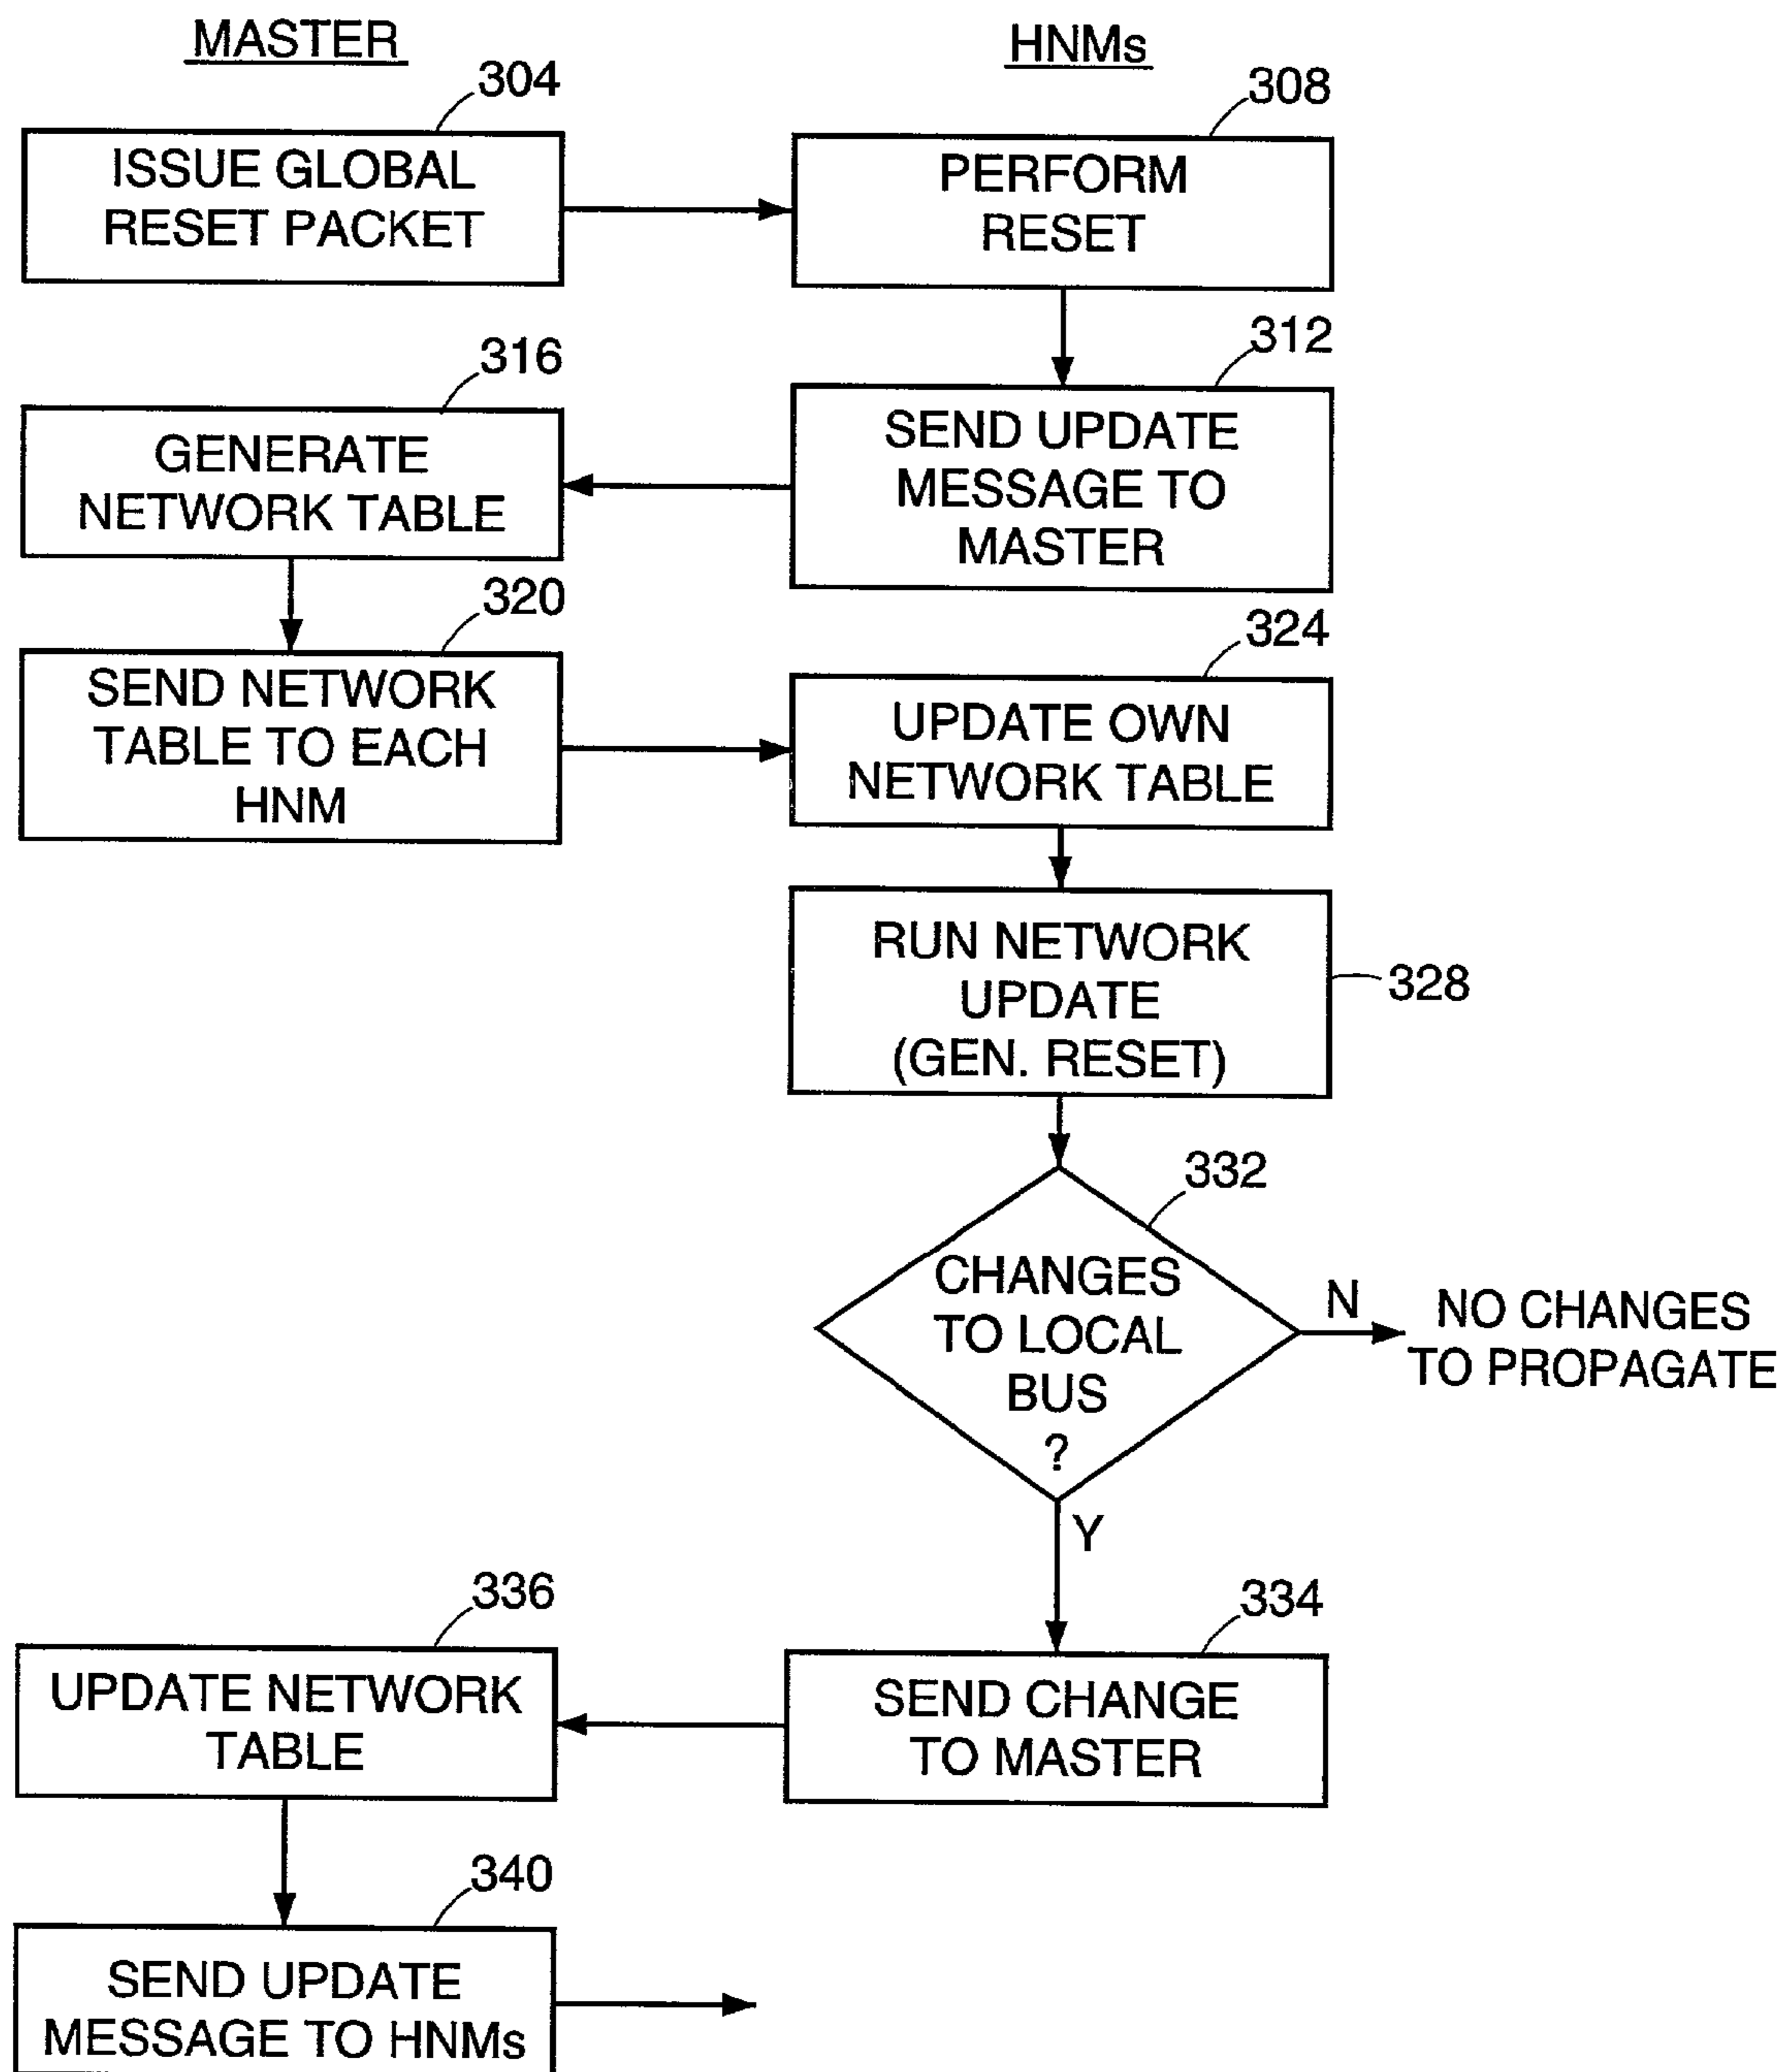 MASTER
HNMs
304
308
ISSUE GLOBAL
RESET PACKET
PERFORM
RESET
316
312
GENERATE
NETWORK TABLE
SEND UPDATE
MESSAGE TO
MASTER
320
324
SEND NETWORK
TABLE TO EACH
HNM
UPDATE OWN
NETWORK TABLE
RUN NETWORK
UPDATE
(GEN. RESET)
328
332
CHANGES
TO LOCAL
BUS
?
N
NO CHANGES
TO PROPAGATE
Y
336
334
UPDATE NETWORK
TABLE
SEND CHANGE
TO MASTER
340
SEND UPDATE
MESSAGE TO HNMs